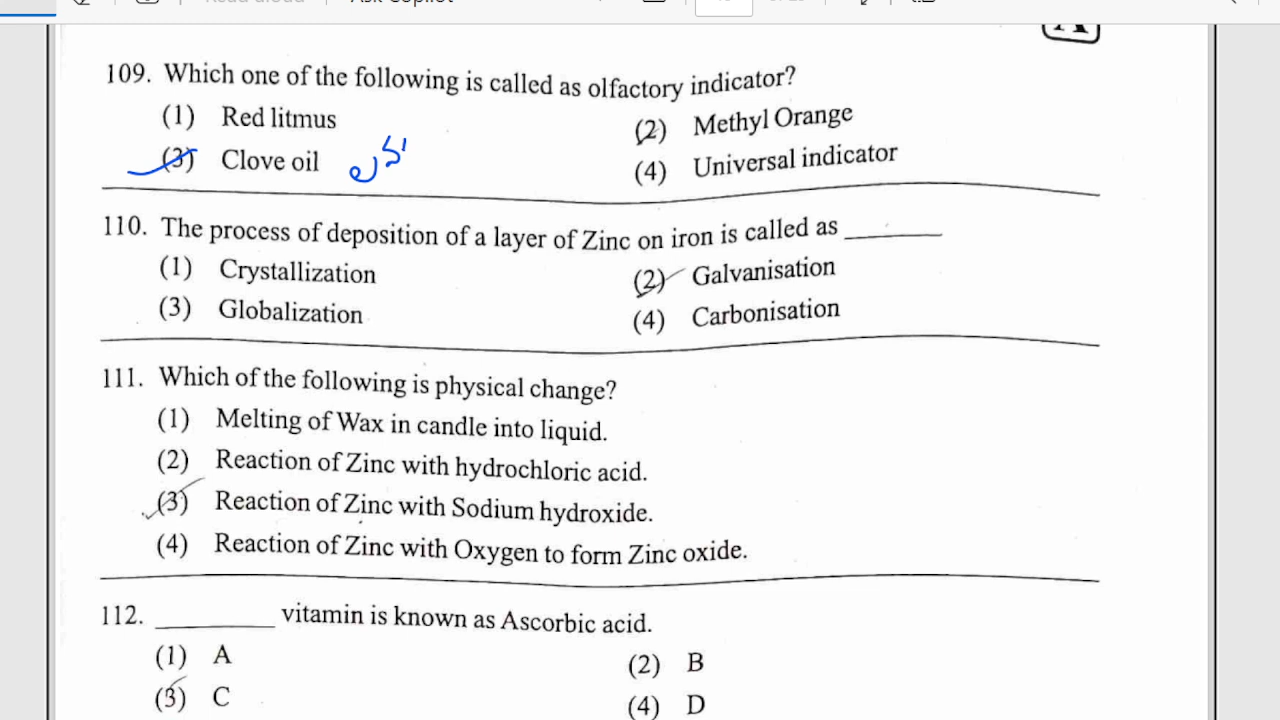 109. Which one of the following is called as olfactory indicator?
(1) Red litmus
(2) Methyl Orange
(3) Clove oil
(4) Universal indicator
110. The process of deposition of a layer of Zinc on iron is called as ________
(1) Crystallization
(2) Galvanisation
(3) Globalization
(4) Carbonisation
111. Which of the following is physical change?
(1) Melting of Wax in candle into liquid.
(2) Reaction of Zinc with hydrochloric acid.
(3) Reaction of Zinc with Sodium hydroxide.
(4) Reaction of Zinc with Oxygen to form Zinc oxide.
112. ________ vitamin is known as Ascorbic acid.
(1) A
(2) B
(3) C
(4) D